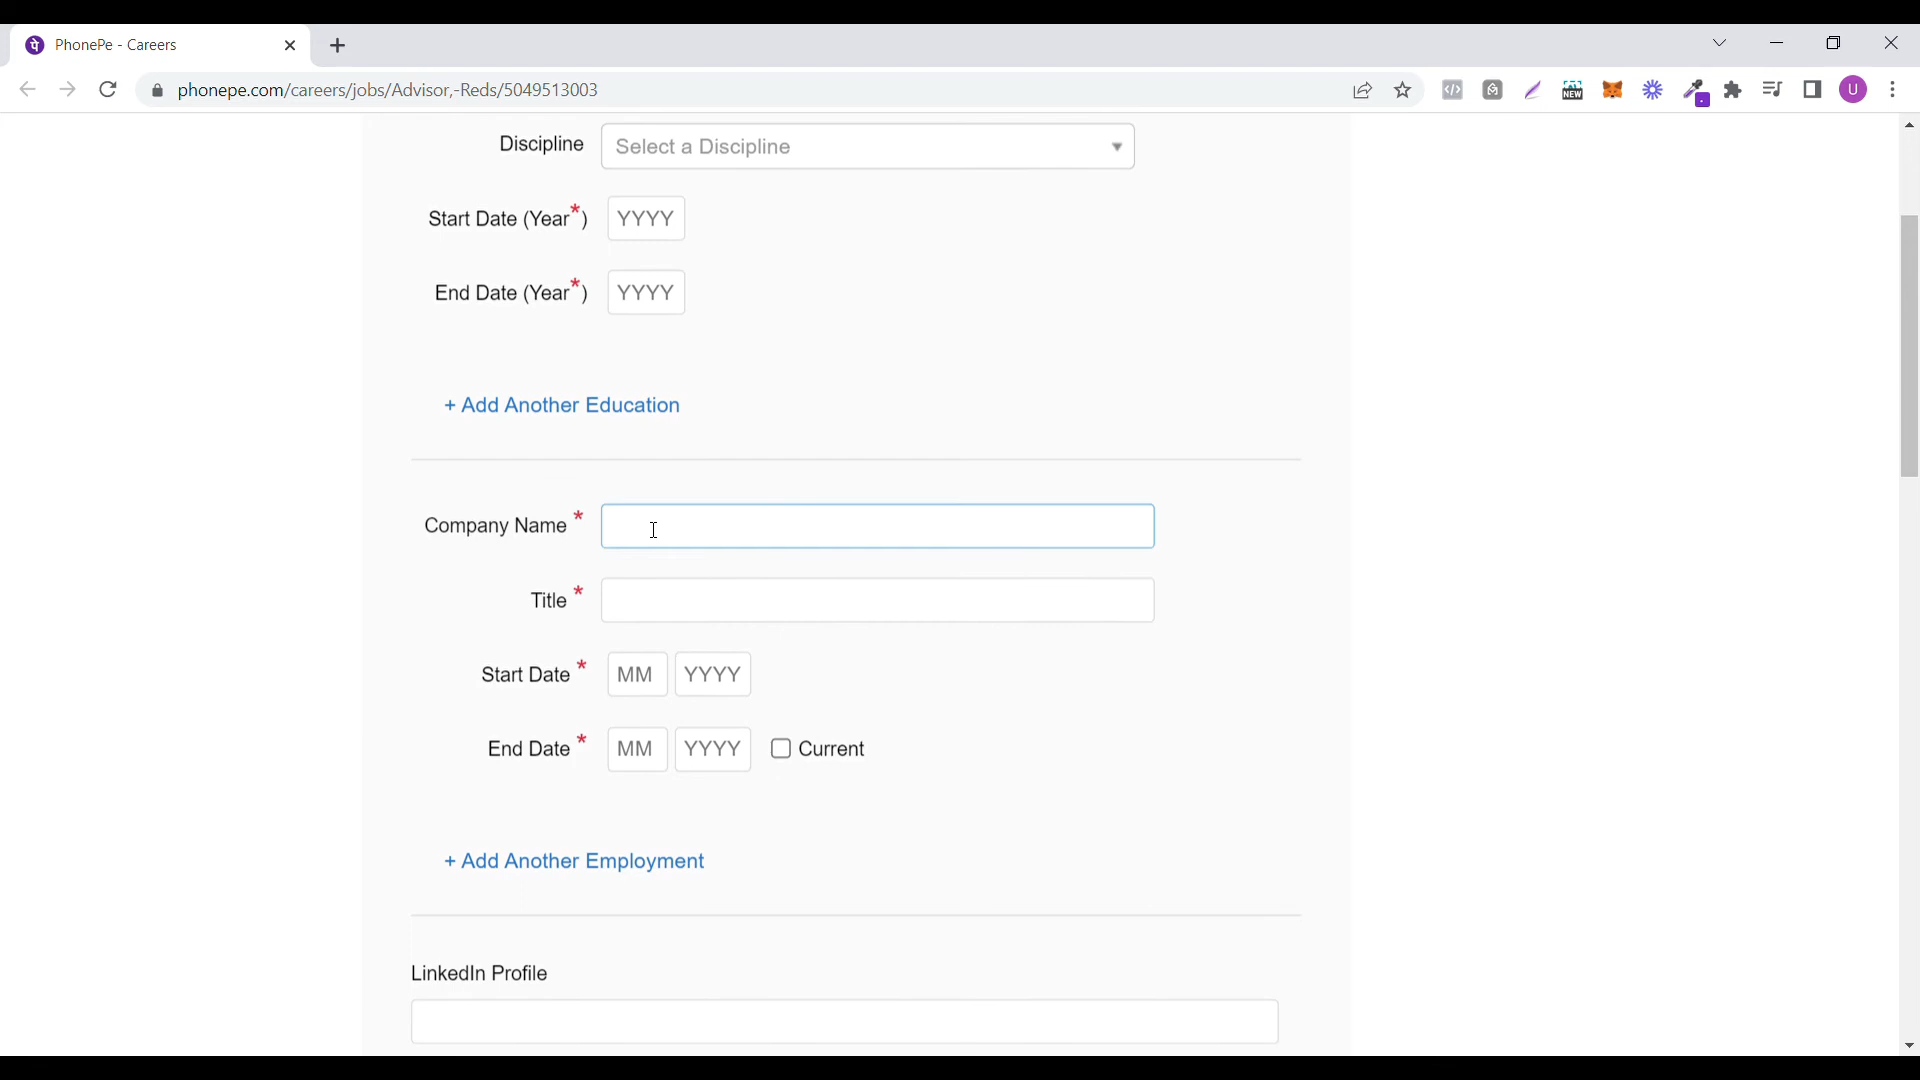 PhonePe - Careers
phonepe.com/careers/jobs/Advisor,-Reds/5049513003
NEW
U
Discipline Select a Discipline
Start Date (Year*) YYYY
End Date (Year*) YYYY
+ Add Another Education
Company Name *
Title *
Start Date * MM YYYY
End Date * MM YYYY Current
+ Add Another Employment
LinkedIn Profile